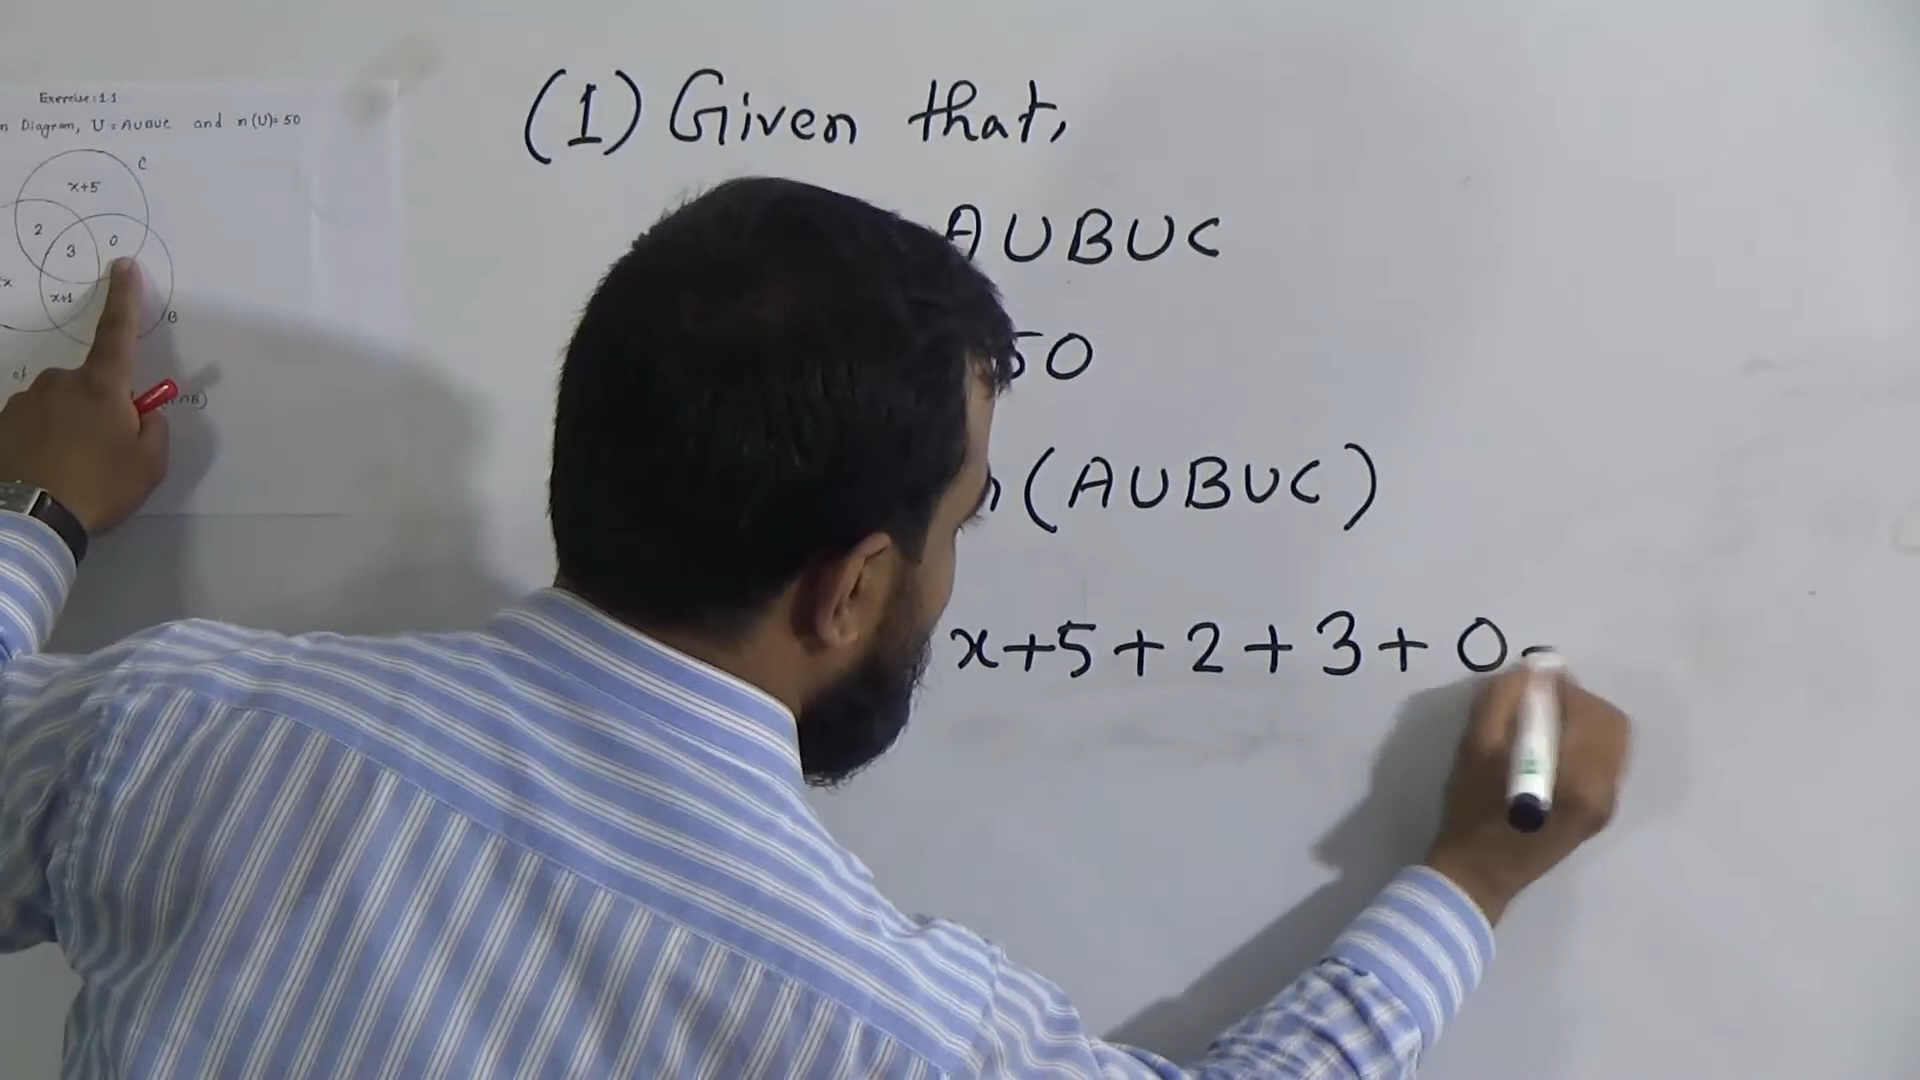 Exercise: 1.1
Diagram, U = AUBUC and n(U)= 50
C
x+5
2
0
3
x
x+1
B
of
(1) Given that,
AUBUC
50
n(AUBUC)
x+5+2+3+0